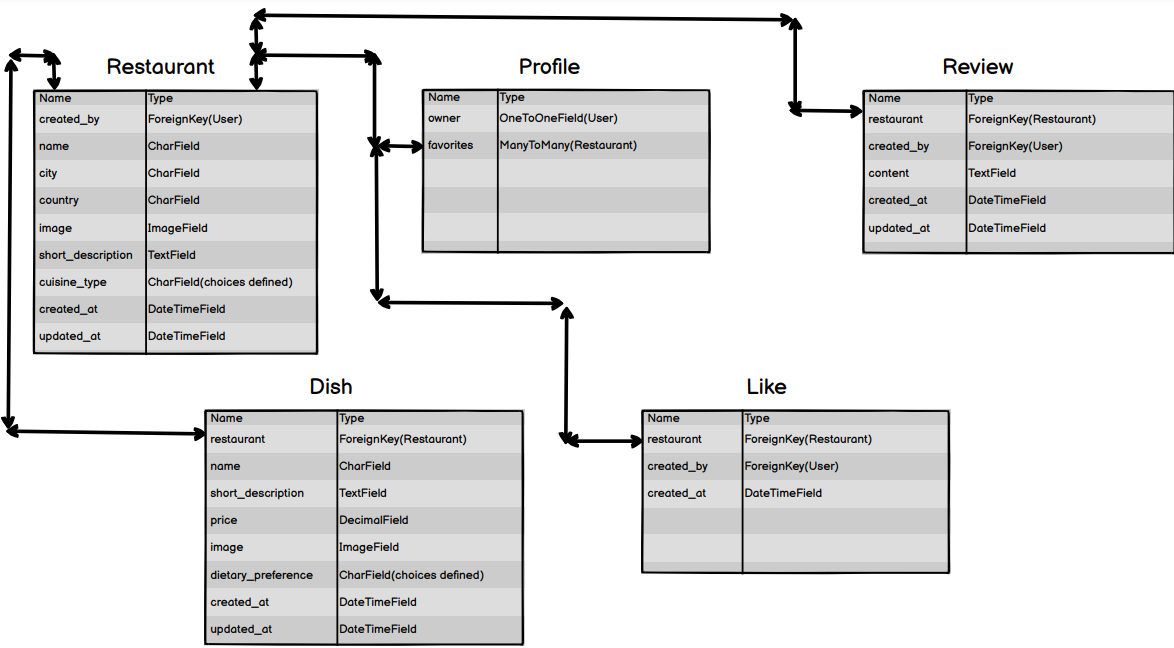 Restaurant
Name Type
created_by ForeignKey(User)
name CharField
city CharField
country CharField
image ImageField
short_description TextField
cuisine_type CharField(choices defined)
created_at DateTimeField
updated_at DateTimeField
Profile
Name Type
owner OneToOneField(User)
favorites ManyToMany(Restaurant)
Review
Name Type
restaurant ForeignKey(Restaurant)
created_by ForeignKey(User)
content TextField
created_at DateTimeField
updated_at DateTimeField
Dish
Name Type
restaurant ForeignKey(Restaurant)
name CharField
short_description TextField
price DecimalField
image ImageField
dietary_preference CharField(choices defined)
created_at DateTimeField
updated_at DateTimeField
Like
Name Type
restaurant ForeignKey(Restaurant)
created_by ForeignKey(User)
created_at DateTimeField